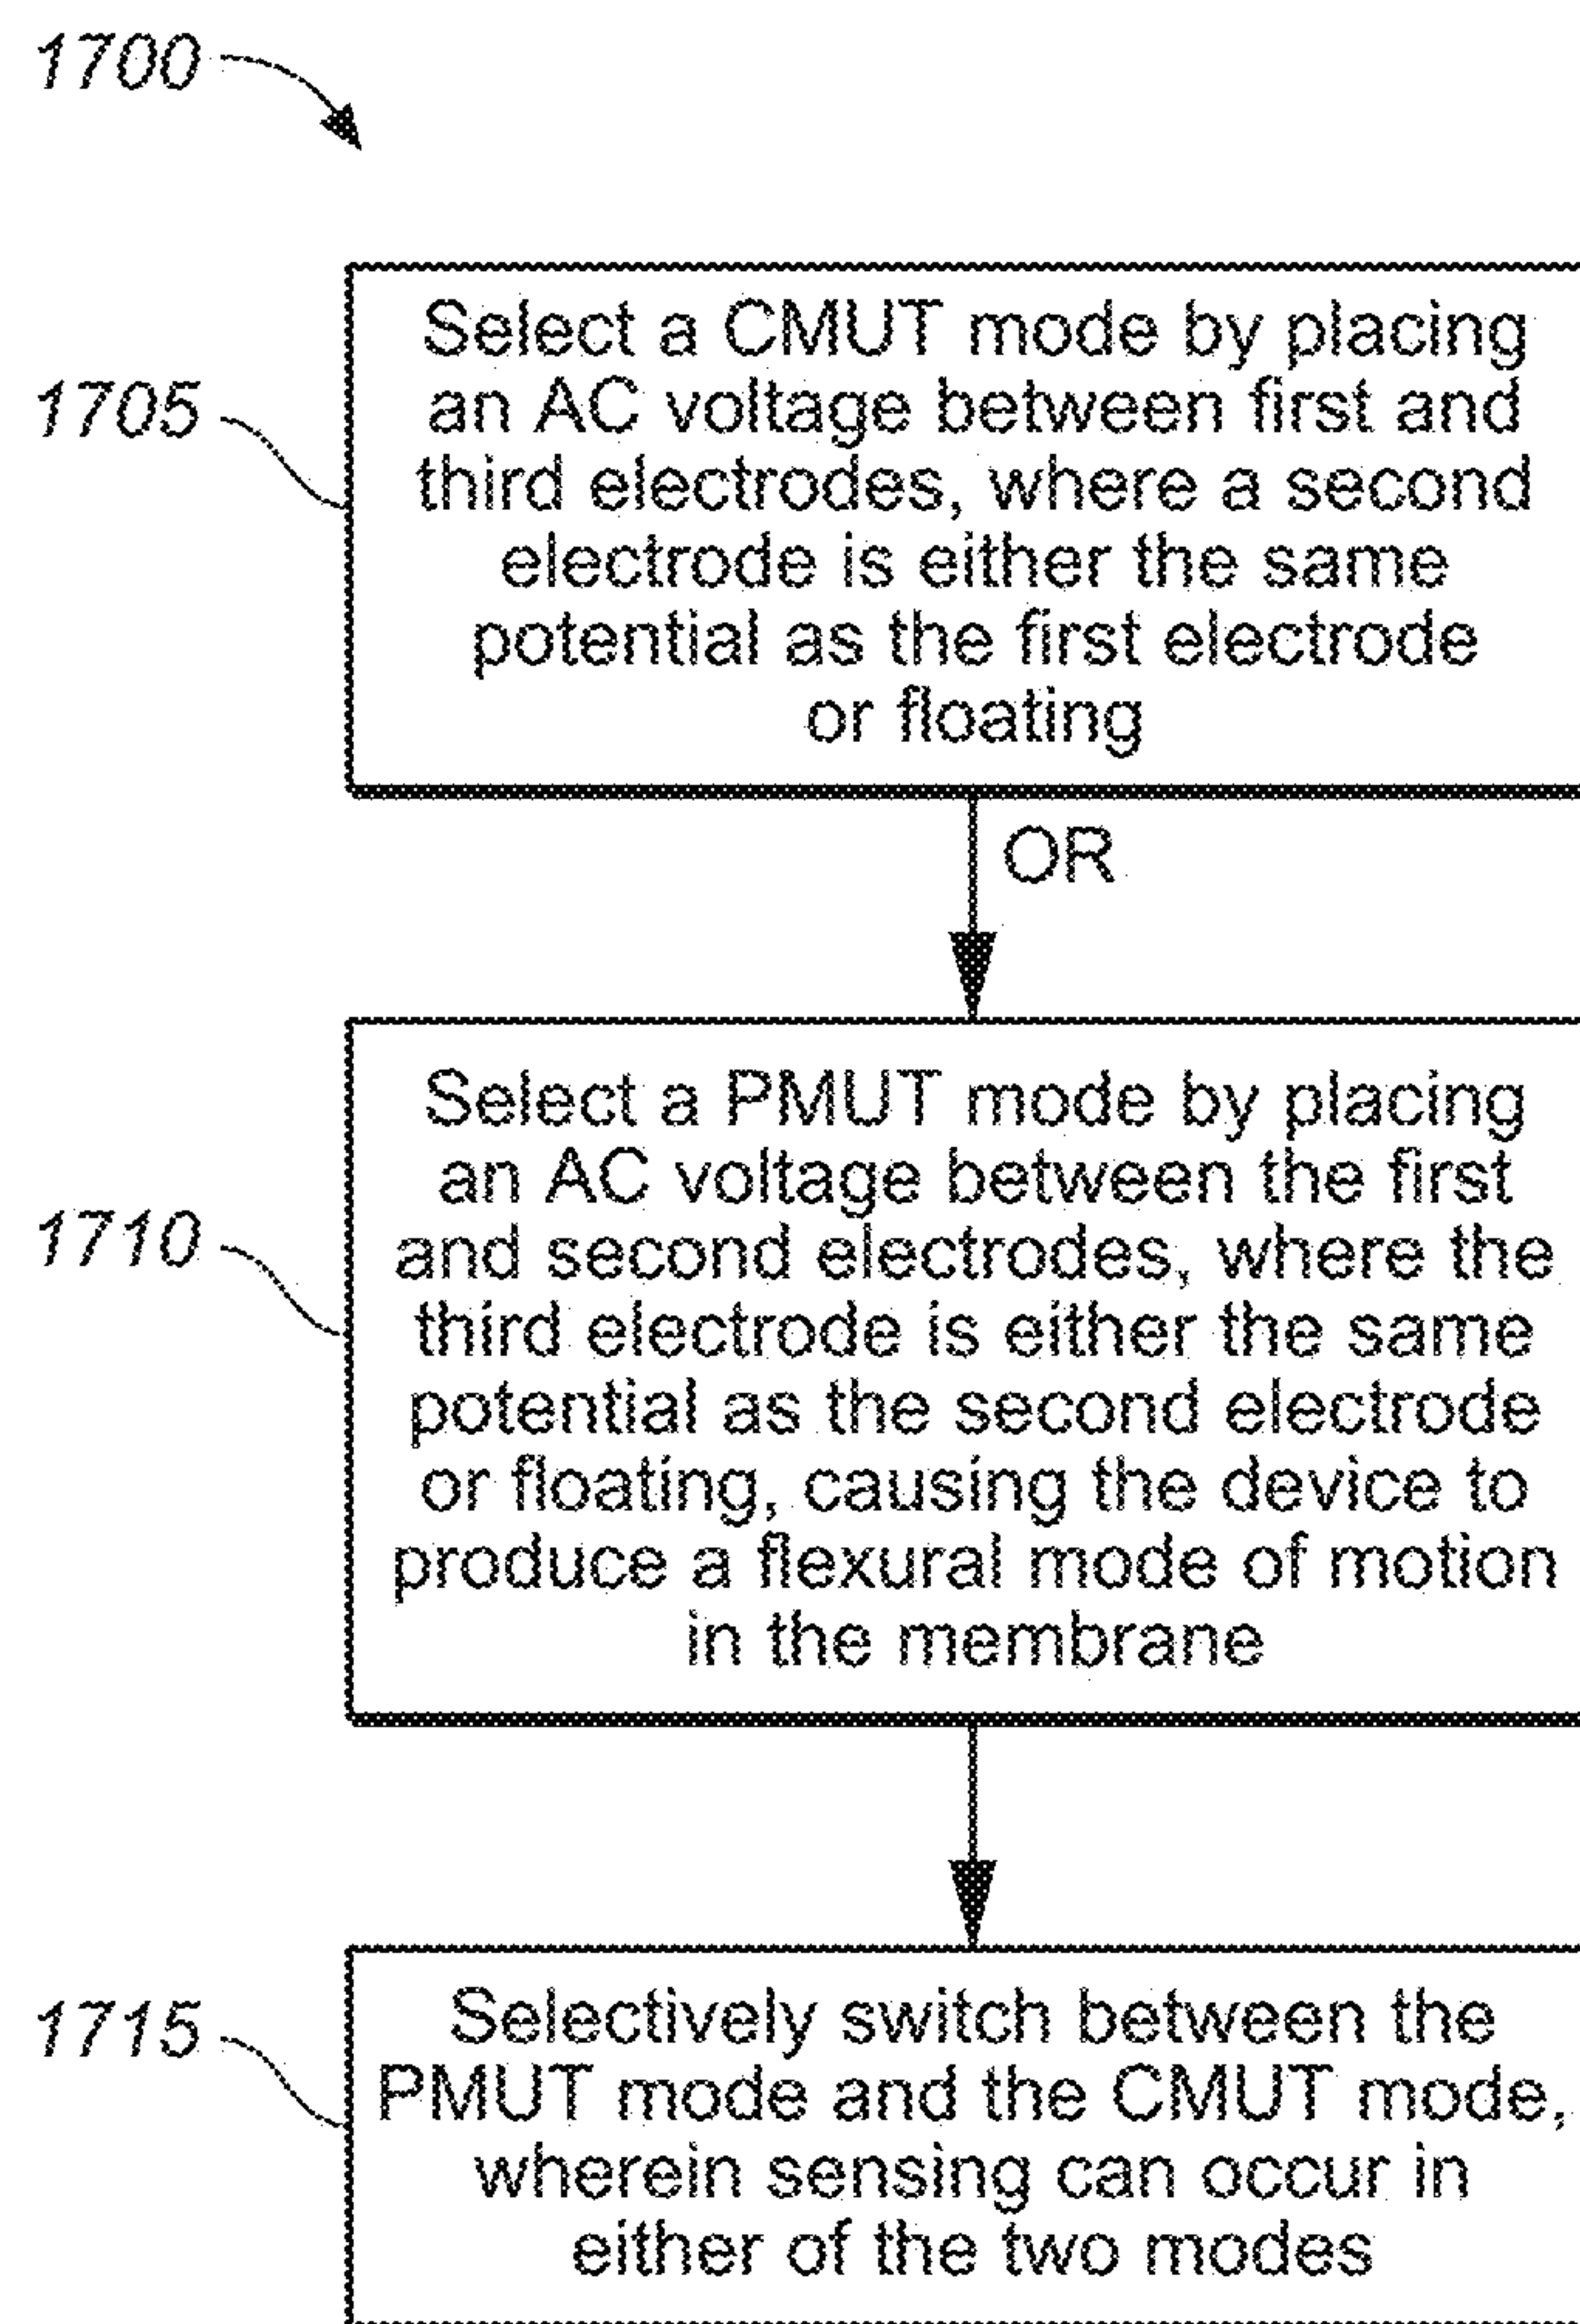 1700
1705
Select a CMUT mode by placing
an AC voltage between first and
third electrodes, where a second
electrode is either the same
potential as the first electrode
or floating
OR
1710
Select a PMUT mode by placing
an AC voltage between the first
and second electrodes, where the
third electrode is either the same
potential as the second electrode
or floating, causing the device to
produce a flexural mode of motion
in the membrane
1715
Selectively switch between the
PMUT mode and the CMUT mode,
wherein sensing can occur in
either of the two modes